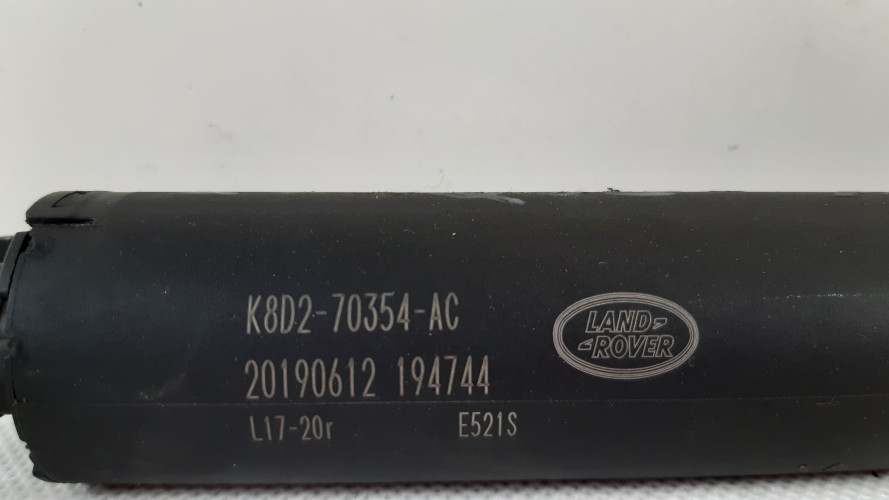 K8D2-70354-AC
LAND-
-ROVER
20190612 194744
L17-20r E521S